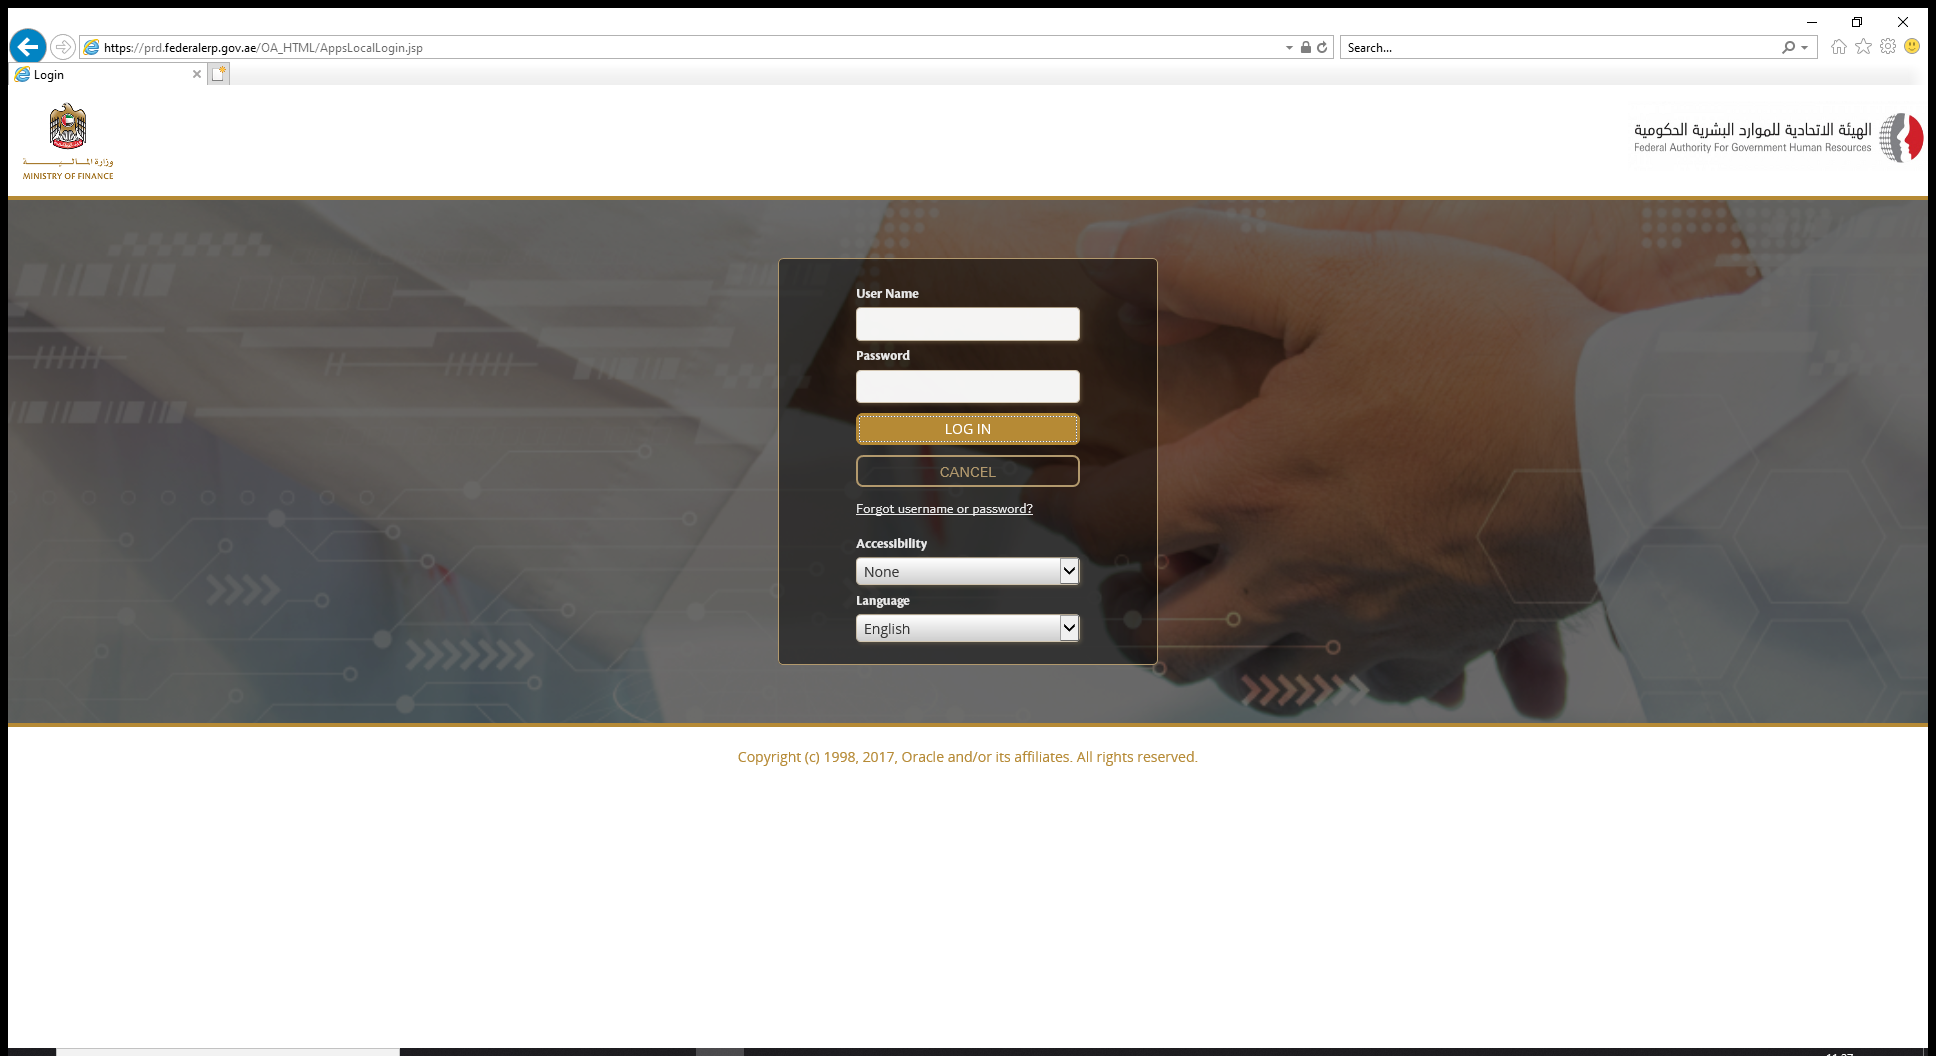 https://prd.federalerp.gov.ae/OA_HTML/AppsLocalLogin.jsp
Search...
Login
وزارة المالية
MINISTRY OF FINANCE
الهيئة الاتحادية للموارد البشرية الحكومية
Federal Authority For Government Human Resources
User Name
Password
LOG IN
CANCEL
Forgot username or password?
Accessibility
None
Language
English
Copyright (c) 1998, 2017, Oracle and/or its affiliates. All rights reserved.